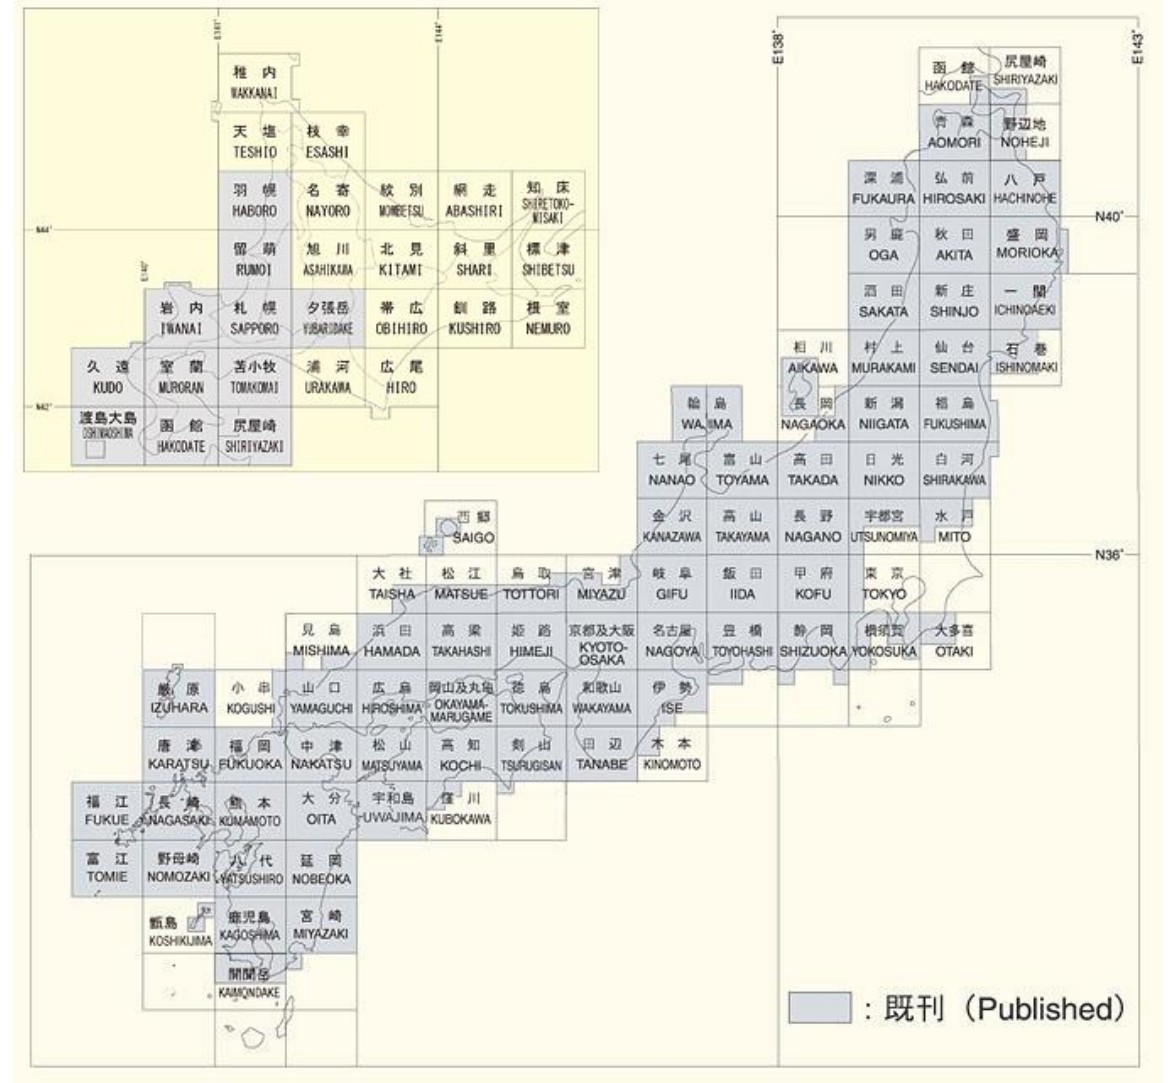 E141°
E144°
稚内
WAKKANAI
天塩
TESHIO
枝幸
ESASHI
羽幌
HABORO
名寄
NAYORO
紋別
MOMBETSU
網走
ABASHIRI
知床
SHIRETOKO-
MISAKI
N44°
留萌
RUMOI
旭川
ASAHIKAWA
北見
KITAMI
斜里
SHARI
標津
SHIBETSU
E140°
岩内
IWANAI
札幌
SAPPORO
夕張岳
YUBARIDAKE
帯広
OBIHIRO
釧路
KUSHIRO
根室
NEMURO
久遠
KUDO
室蘭
MURORAN
苫小牧
TOMAKOMAI
浦河
URAKAWA
広尾
HIRO
N42°
渡島大島
OSHIMAOSHIMA
函館
HAKODATE
尻屋崎
SHIRIYAZAKI
E138°
E143°
函館
HAKODATE
尻屋崎
SHIRIYAZAKI
青森
AOMORI
野辺地
NOHEJI
深浦
FUKAURA
弘前
HIROSAKI
八戸
HACHINOHE
N40°
男鹿
OGA
秋田
AKITA
盛岡
MORIOKA
酒田
SAKATA
新庄
SHINJO
一関
ICHINOAEKI
相川
AIKAWA
村上
MURAKAMI
仙台
SENDAI
石巻
ISHINOMAKI
輪島
WAJIMA
長岡
NAGAOKA
新潟
NIIGATA
福島
FUKUSHIMA
七尾
NANAO
富山
TOYAMA
高田
TAKADA
日光
NIKKO
白河
SHIRAKAWA
西郷
SAIGO
金沢
KANAZAWA
高山
TAKAYAMA
長野
NAGANO
宇都宮
UTSUNOMIYA
水戸
MITO
N36°
大社
TAISHA
松江
MATSUE
鳥取
TOTTORI
宮津
MIYAZU
岐阜
GIFU
飯田
IIDA
甲府
KOFU
東京
TOKYO
見島
MISHIMA
浜田
HAMADA
高梁
TAKAHASHI
姫路
HIMEJI
京都及大阪
KYOTO-
OSAKA
名古屋
NAGOYA
豊橋
TOYOHASHI
静岡
SHIZUOKA
横須賀
YOKOSUKA
大多喜
OTAKI
厳原
IZUHARA
小串
KOGUSHI
山口
YAMAGUCHI
広島
HIROSHIMA
岡山及丸亀
OKAYAMA-
MARUGAME
徳島
TOKUSHIMA
和歌山
WAKAYAMA
伊勢
ISE
唐津
KARATSU
福岡
FUKUOKA
中津
NAKATSU
松山
MATSUYAMA
高知
KOCHI
剣山
TSURUGISAN
田辺
TANABE
木本
KINOMOTO
福江
FUKUE
長崎
NAGASAKI
熊本
KUMAMOTO
大分
OITA
宇和島
UWAJIMA
窪川
KUBOKAWA
富江
TOMIE
野母崎
NOMOZAKI
八代
YATSUSHIRO
延岡
NOBEOKA
甑島
KOSHIKIJIMA
鹿児島
KAGOSHIMA
宮崎
MIYAZAKI
開聞岳
KAIMONDAKE
：既刊（Published）